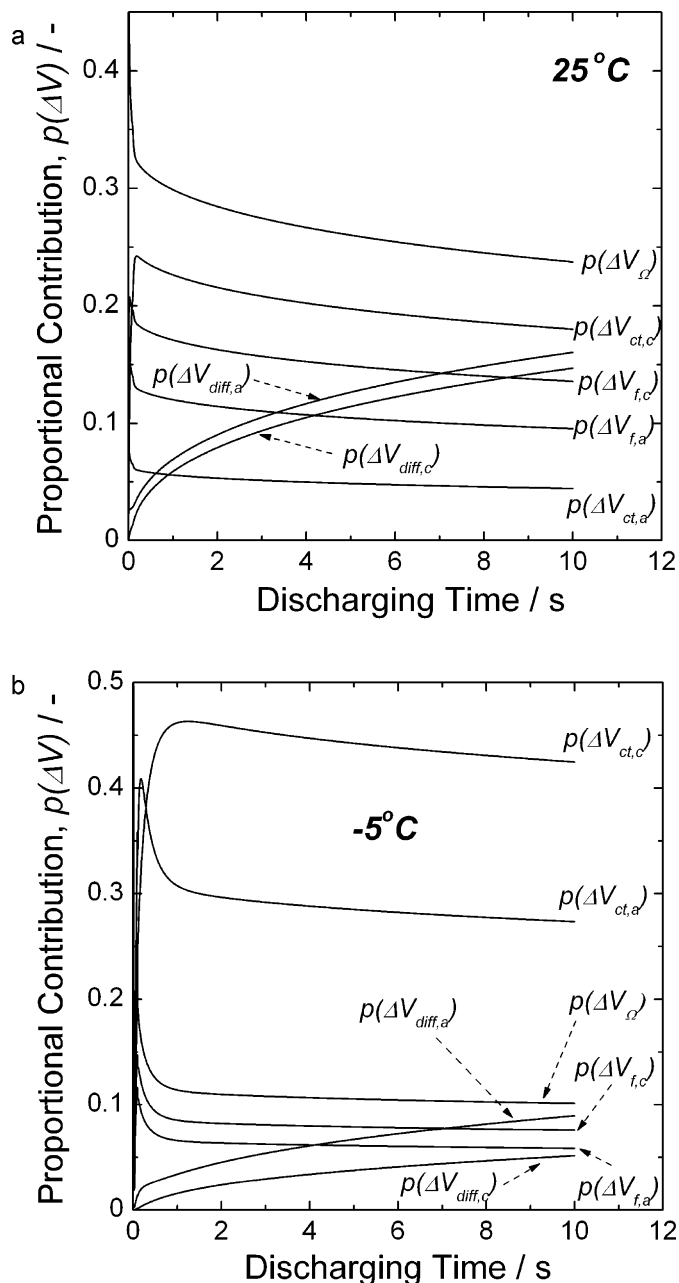 a
25°C
Proportional Contribution, p(ΔV) / -
0.4
0.3
0.2
0.1
0
p(ΔV_Ω)
p(ΔV_ct,c)
p(ΔV_diff,a)
p(ΔV_f,c)
p(ΔV_f,a)
p(ΔV_diff,c)
p(ΔV_ct,a)
0 2 4 6 8 10 12
Discharging Time / s
b
-5°C
Proportional Contribution, p(ΔV) / -
0.5
0.4
0.3
0.2
0.1
0
p(ΔV_ct,c)
p(ΔV_ct,a)
p(ΔV_diff,a)
p(ΔV_Ω)
p(ΔV_f,c)
p(ΔV_diff,c)
p(ΔV_f,a)
0 2 4 6 8 10 12
Discharging Time / s